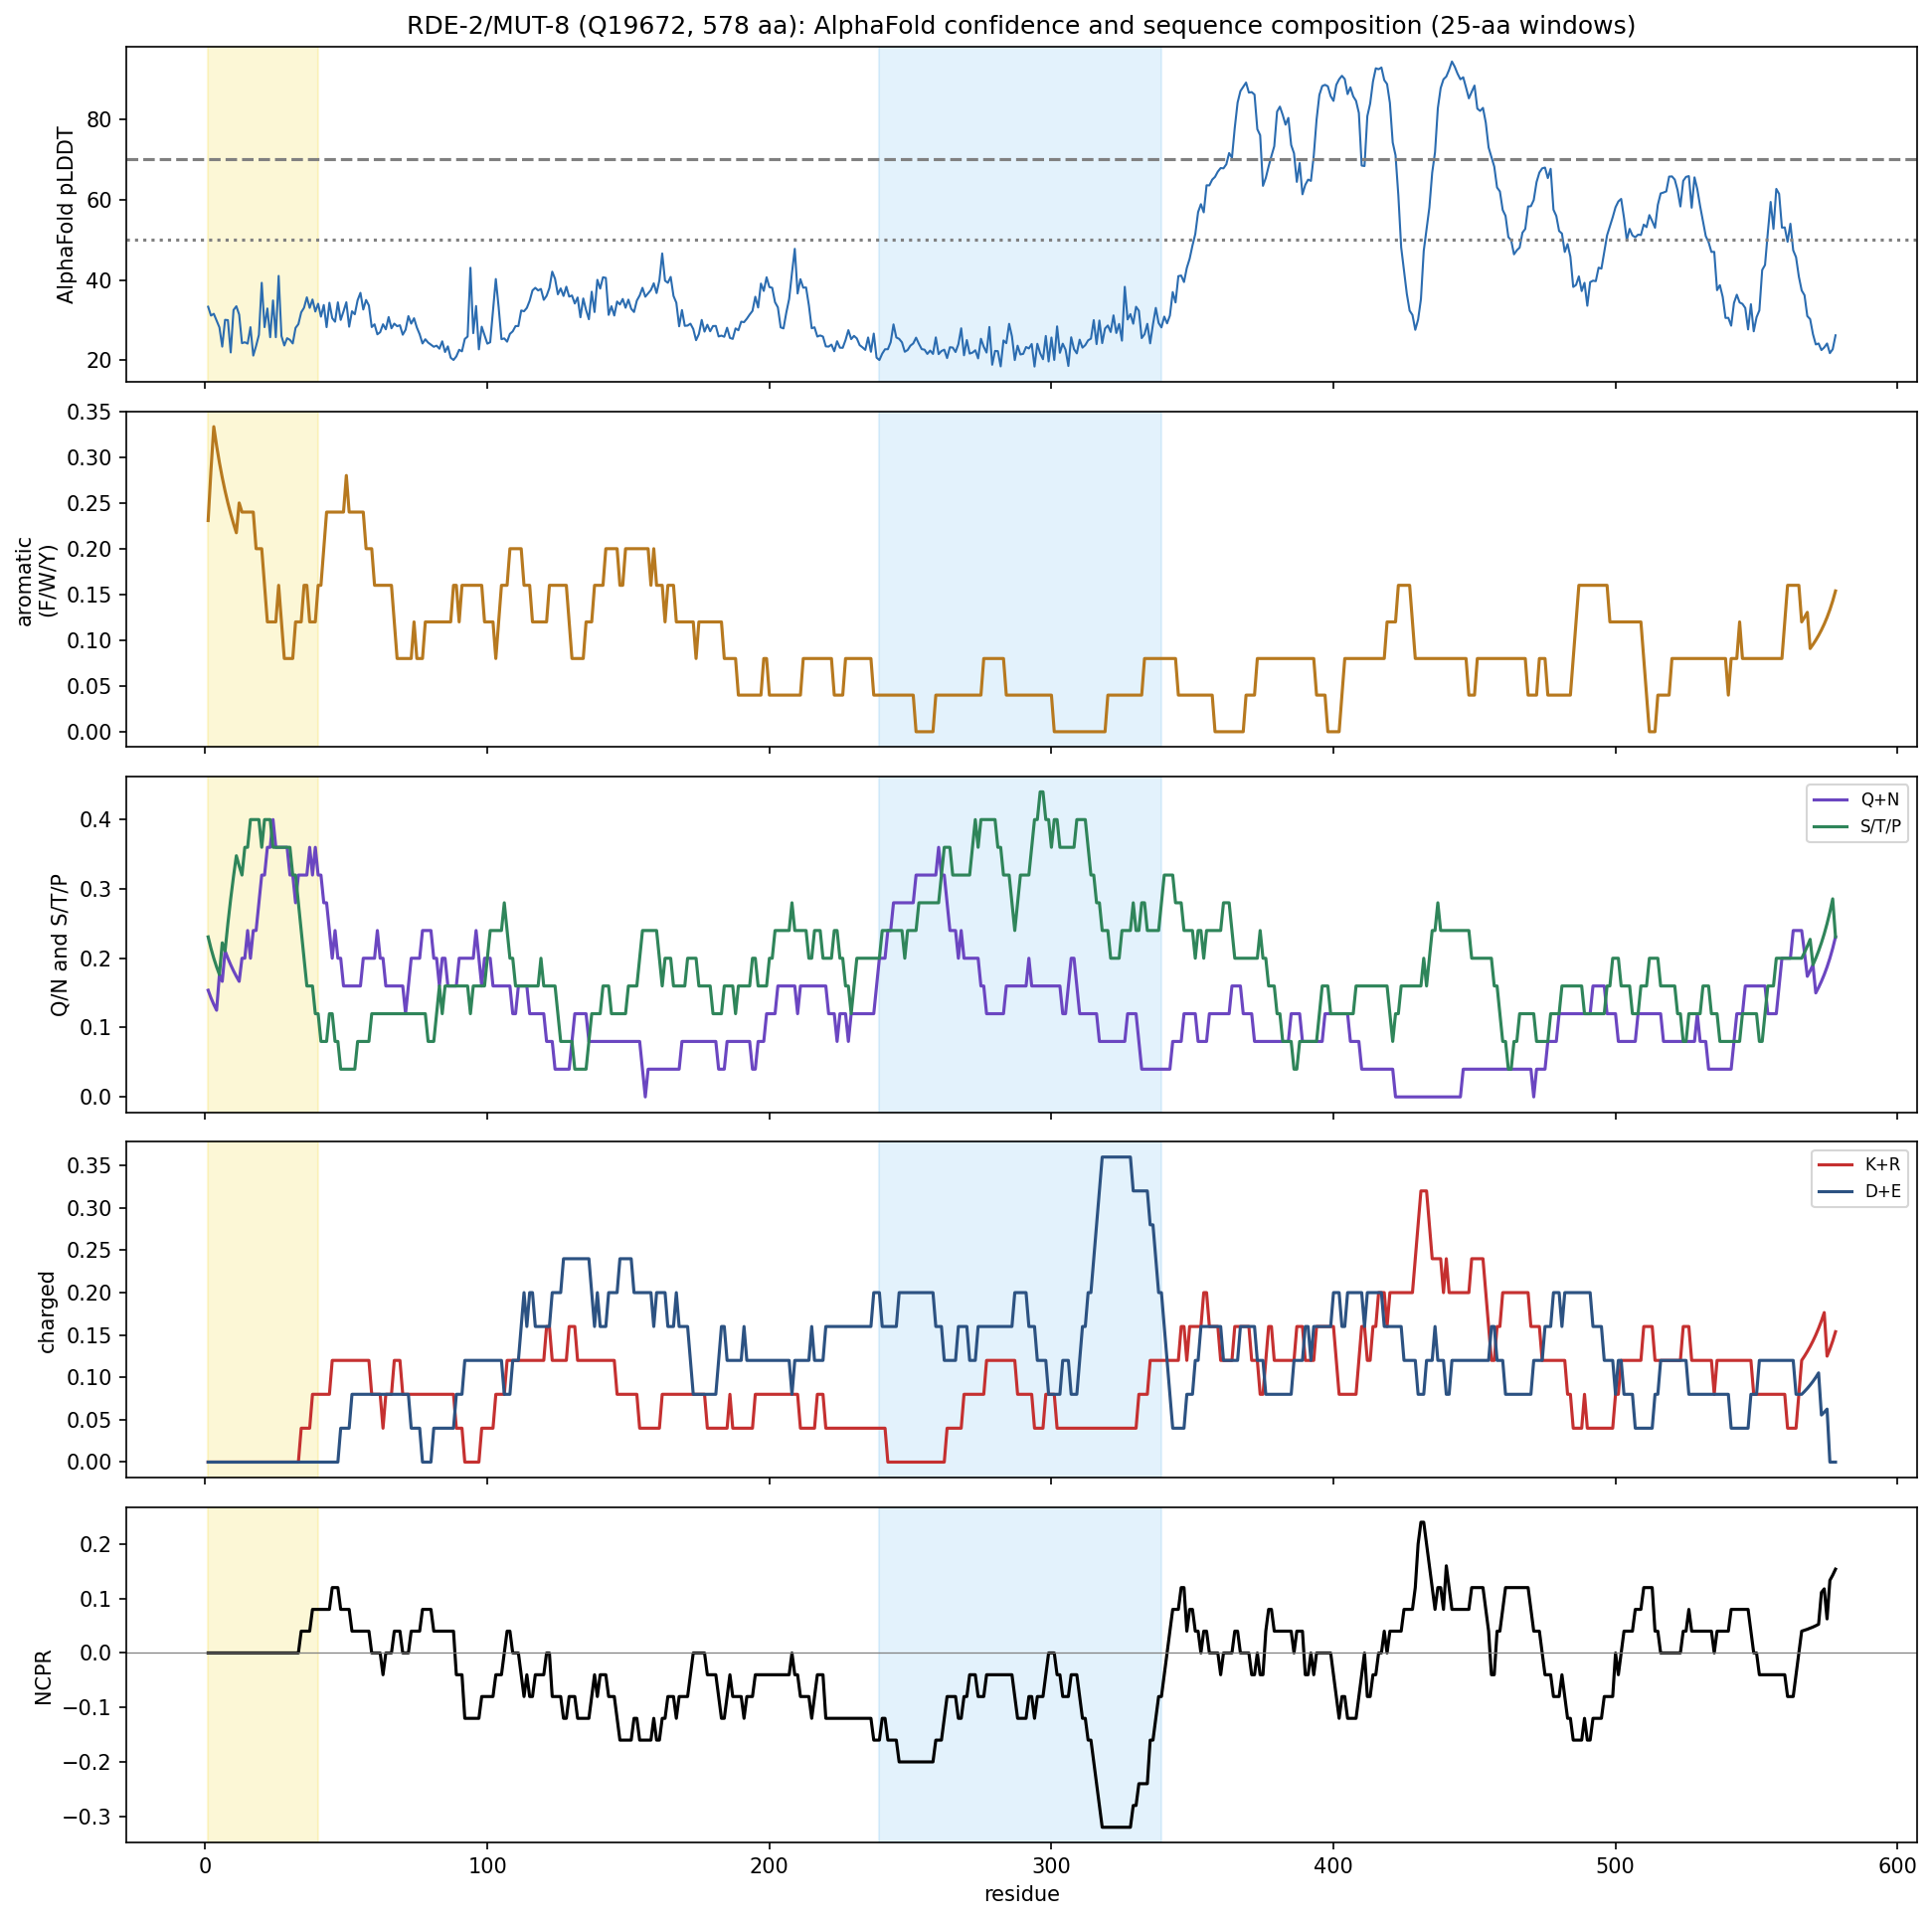 RDE-2/MUT-8 (Q19672, 578 aa): AlphaFold confidence and sequence composition (25-aa windows)
AlphaFold pLDDT
80
60
40
20
aromatic
(F/W/Y)
0.35
0.30
0.25
0.20
0.15
0.10
0.05
0.00
Q/N and S/T/P
0.4
0.3
0.2
0.1
0.0
Q+N
S/T/P
charged
0.35
0.30
0.25
0.20
0.15
0.10
0.05
0.00
K+R
D+E
NCPR
0.2
0.1
0.0
−0.1
−0.2
−0.3
0 100 200 300 400 500 600
residue